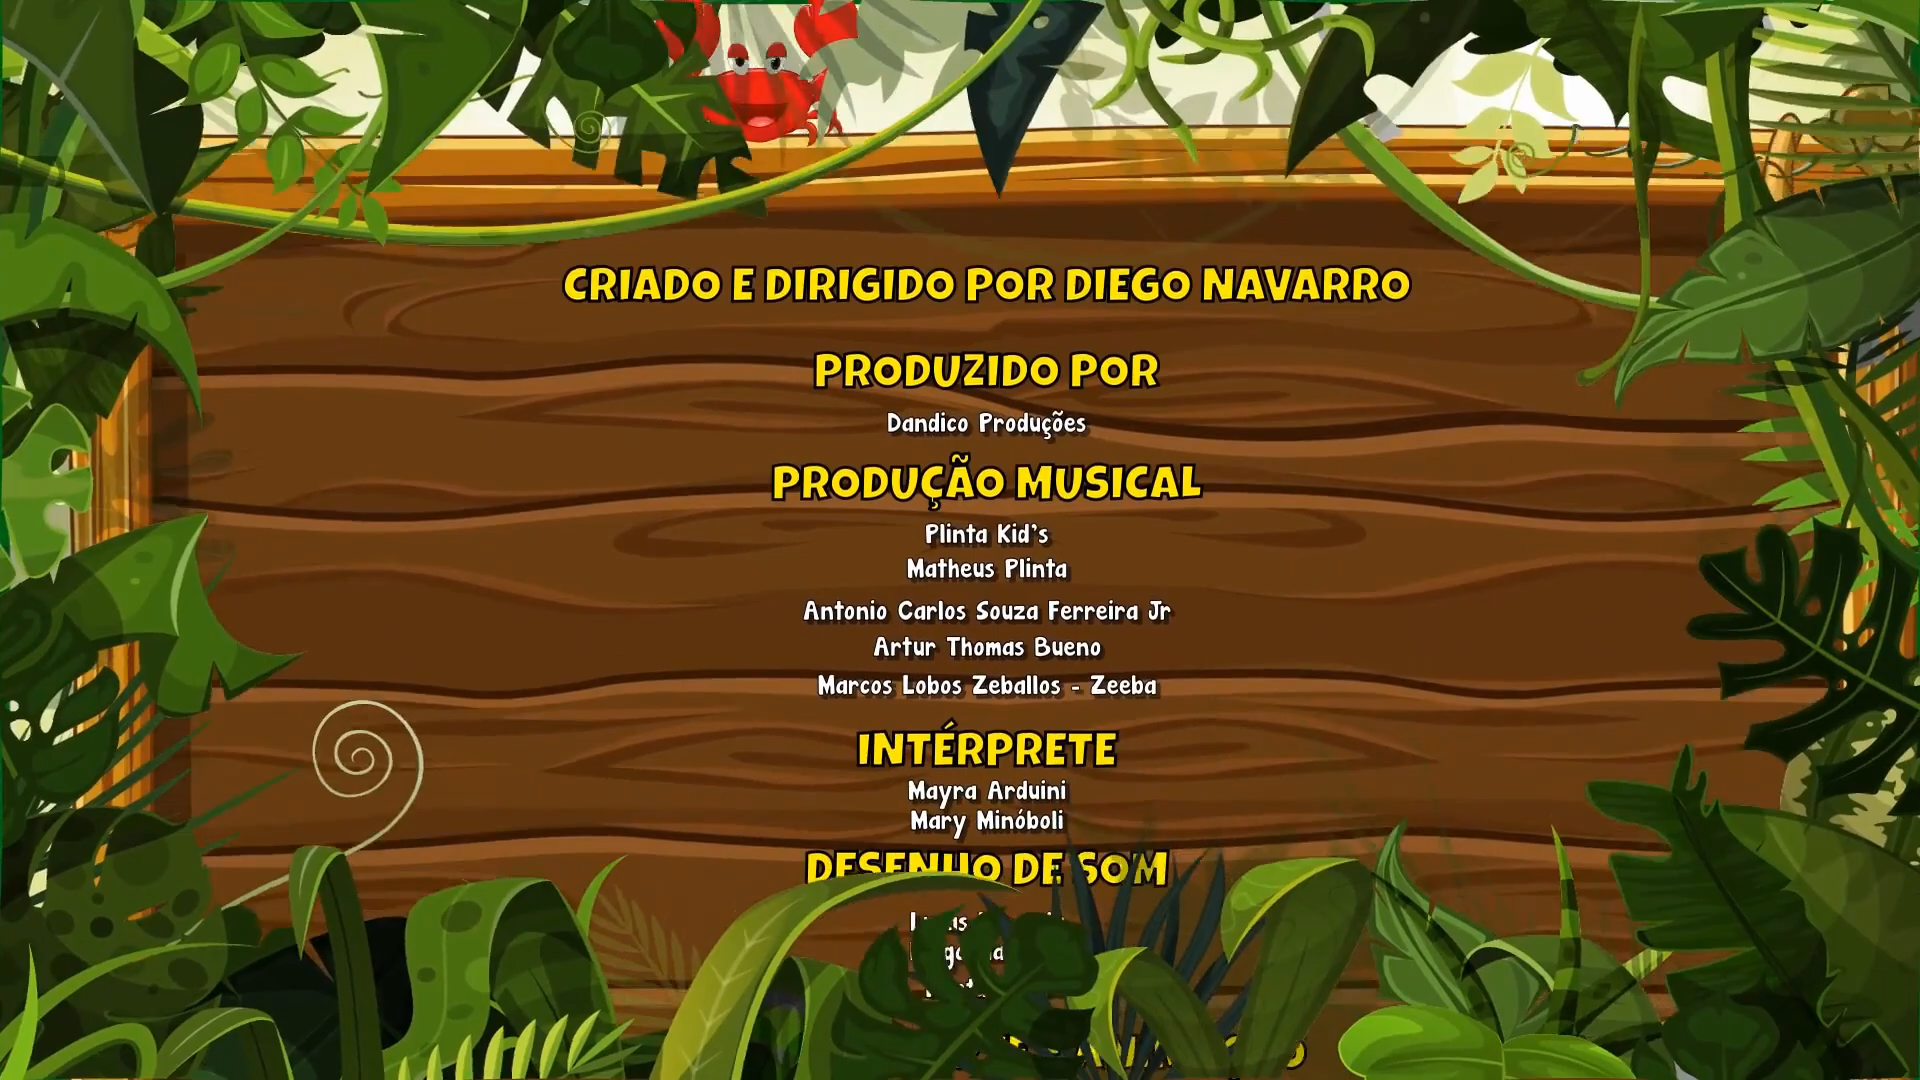 CRIADO E DIRIGIDO POR DIEGO NAVARRO
PRODUZIDO POR
Dandico Produções
PRODUÇÃO MUSICAL
Plinta Kid's
Matheus Plinta
Antonio Carlos Souza Ferreira Jr
Artur Thomas Bueno
Marcos Lobos Zeballos - Zeeba
INTÉRPRETE
Mayra Arduini
Mary Minóboli
DESENHO DE SOM